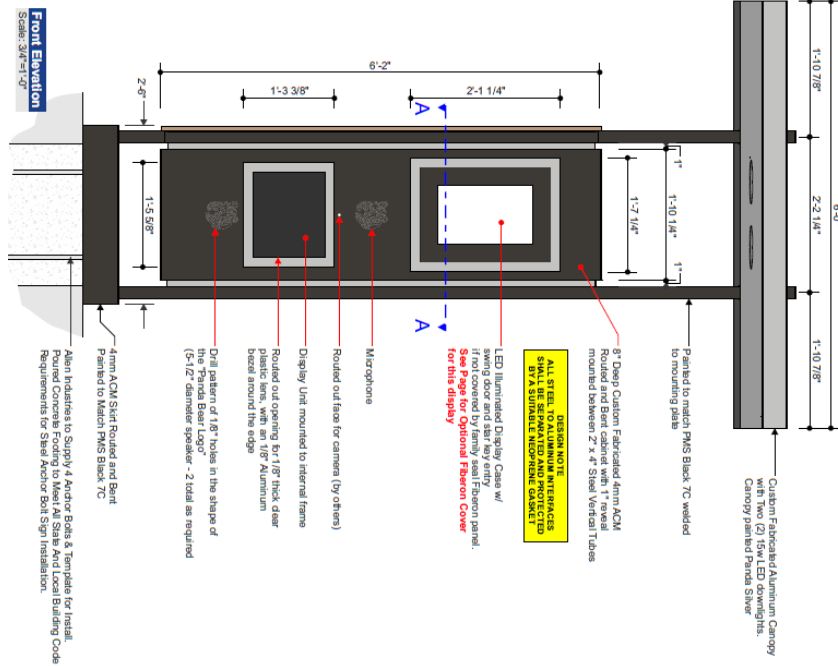 6'-0"
1'-10 7/8"
2'-2 1/4"
1'-10 7/8"
Custom Fabricated Aluminum Canopy
with Two (2) 15w LED downlights.
Canopy painted Panda Silver
Painted to match PMS Black 7C welded
to mounting plate
1"
1'-10 1/4"
1"
1'-7 1/4"
8" Deep Custom Fabricated 4mm ACM
Routed and Bent cabinet with 1" reveal
mounted between 2" x 4" Steel Vertical Tubes
DESIGN NOTE
ALL STEEL TO ALUMINUM INTERFACES
SHALL BE SEPARATED AND PROTECTED
BY A SUITABLE NEOPRENE GASKET
6'-2"
2'-1 1/4"
1'-3 3/8"
A
A
LED Illuminated Display Case w/
swing door and star key entry
if not covered by family seal Fiberon panel.
See Page for Optional Fiberon Cover
for this display
Microphone
Routed out face for camera (by others)
Display Unit mounted to internal frame
Routed out opening for 1/8" thick clear
plastic lens, with an 1/8" Aluminum
bezel around the edge
Drill pattern of 1/8" holes in the shape of
the "Panda Bear Logo"
(5-1/2" diameter speaker - 2 total as required
1'-5 5/8"
2'-6"
4mm ACM Skirt Routed and Bent
Painted to Match PMS Black 7C
Allen Industries to Supply 4 Anchor Bolts & Template for Install.
Poured Concrete Footing to Meet All State And Local Building Code
Requirements for Steel Anchor Bolt Sign Installation.
Front Elevation
Scale: 3/4"=1'-0"